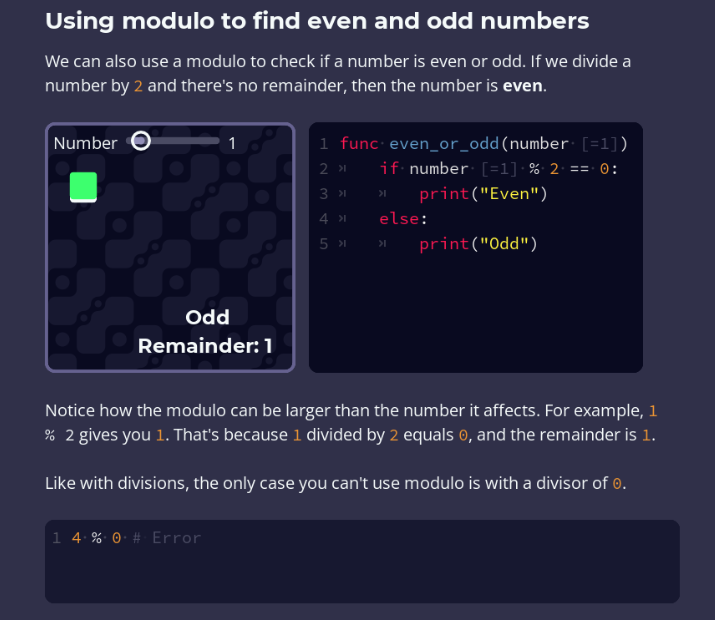 Using modulo to find even and odd numbers
We can also use a modulo to check if a number is even or odd. If we divide a
number by 2 and there's no remainder, then the number is even.
Number 1
Odd
Remainder: 1
1 func even_or_odd(number [=1])
2 if number [=1] % 2 == 0:
3 print("Even")
4 else:
5 print("Odd")
Notice how the modulo can be larger than the number it affects. For example, 1
% 2 gives you 1. That's because 1 divided by 2 equals 0, and the remainder is 1.
Like with divisions, the only case you can't use modulo is with a divisor of 0.
1 4 % 0 # Error